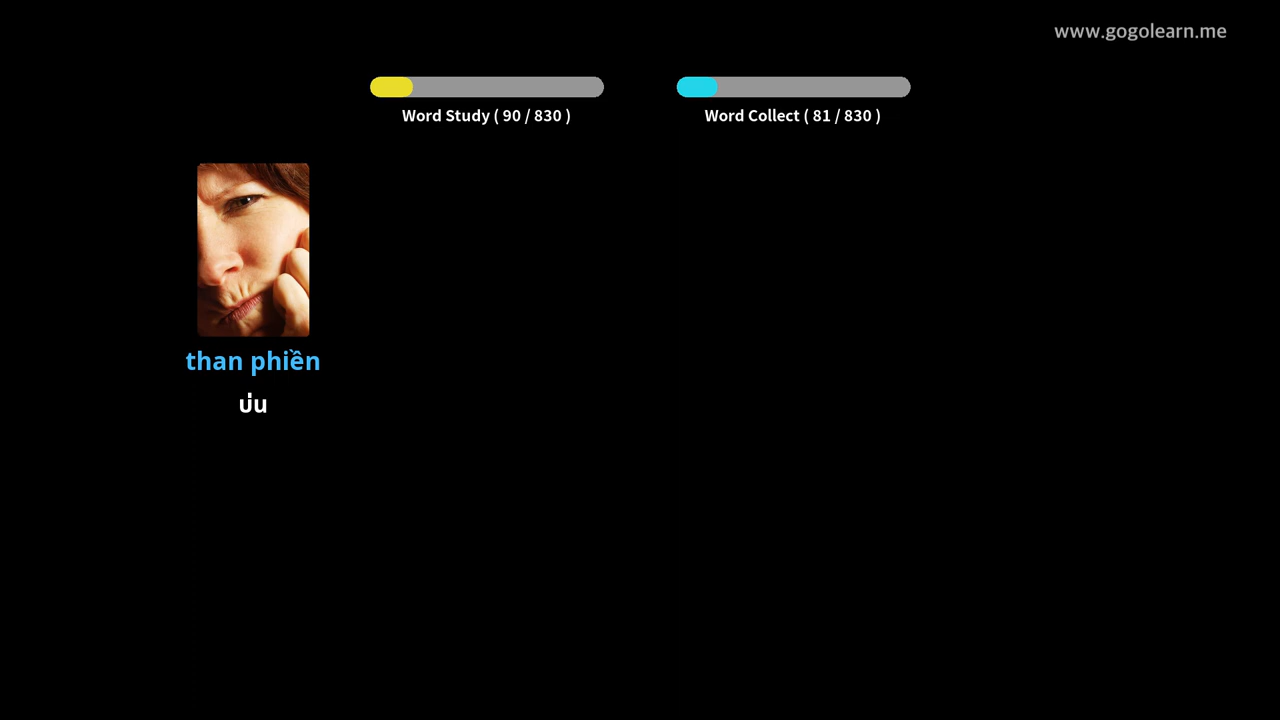 www.gogolearn.me
Word Study ( 90 / 830 )
Word Collect ( 81 / 830 )
than phiền
บ่น